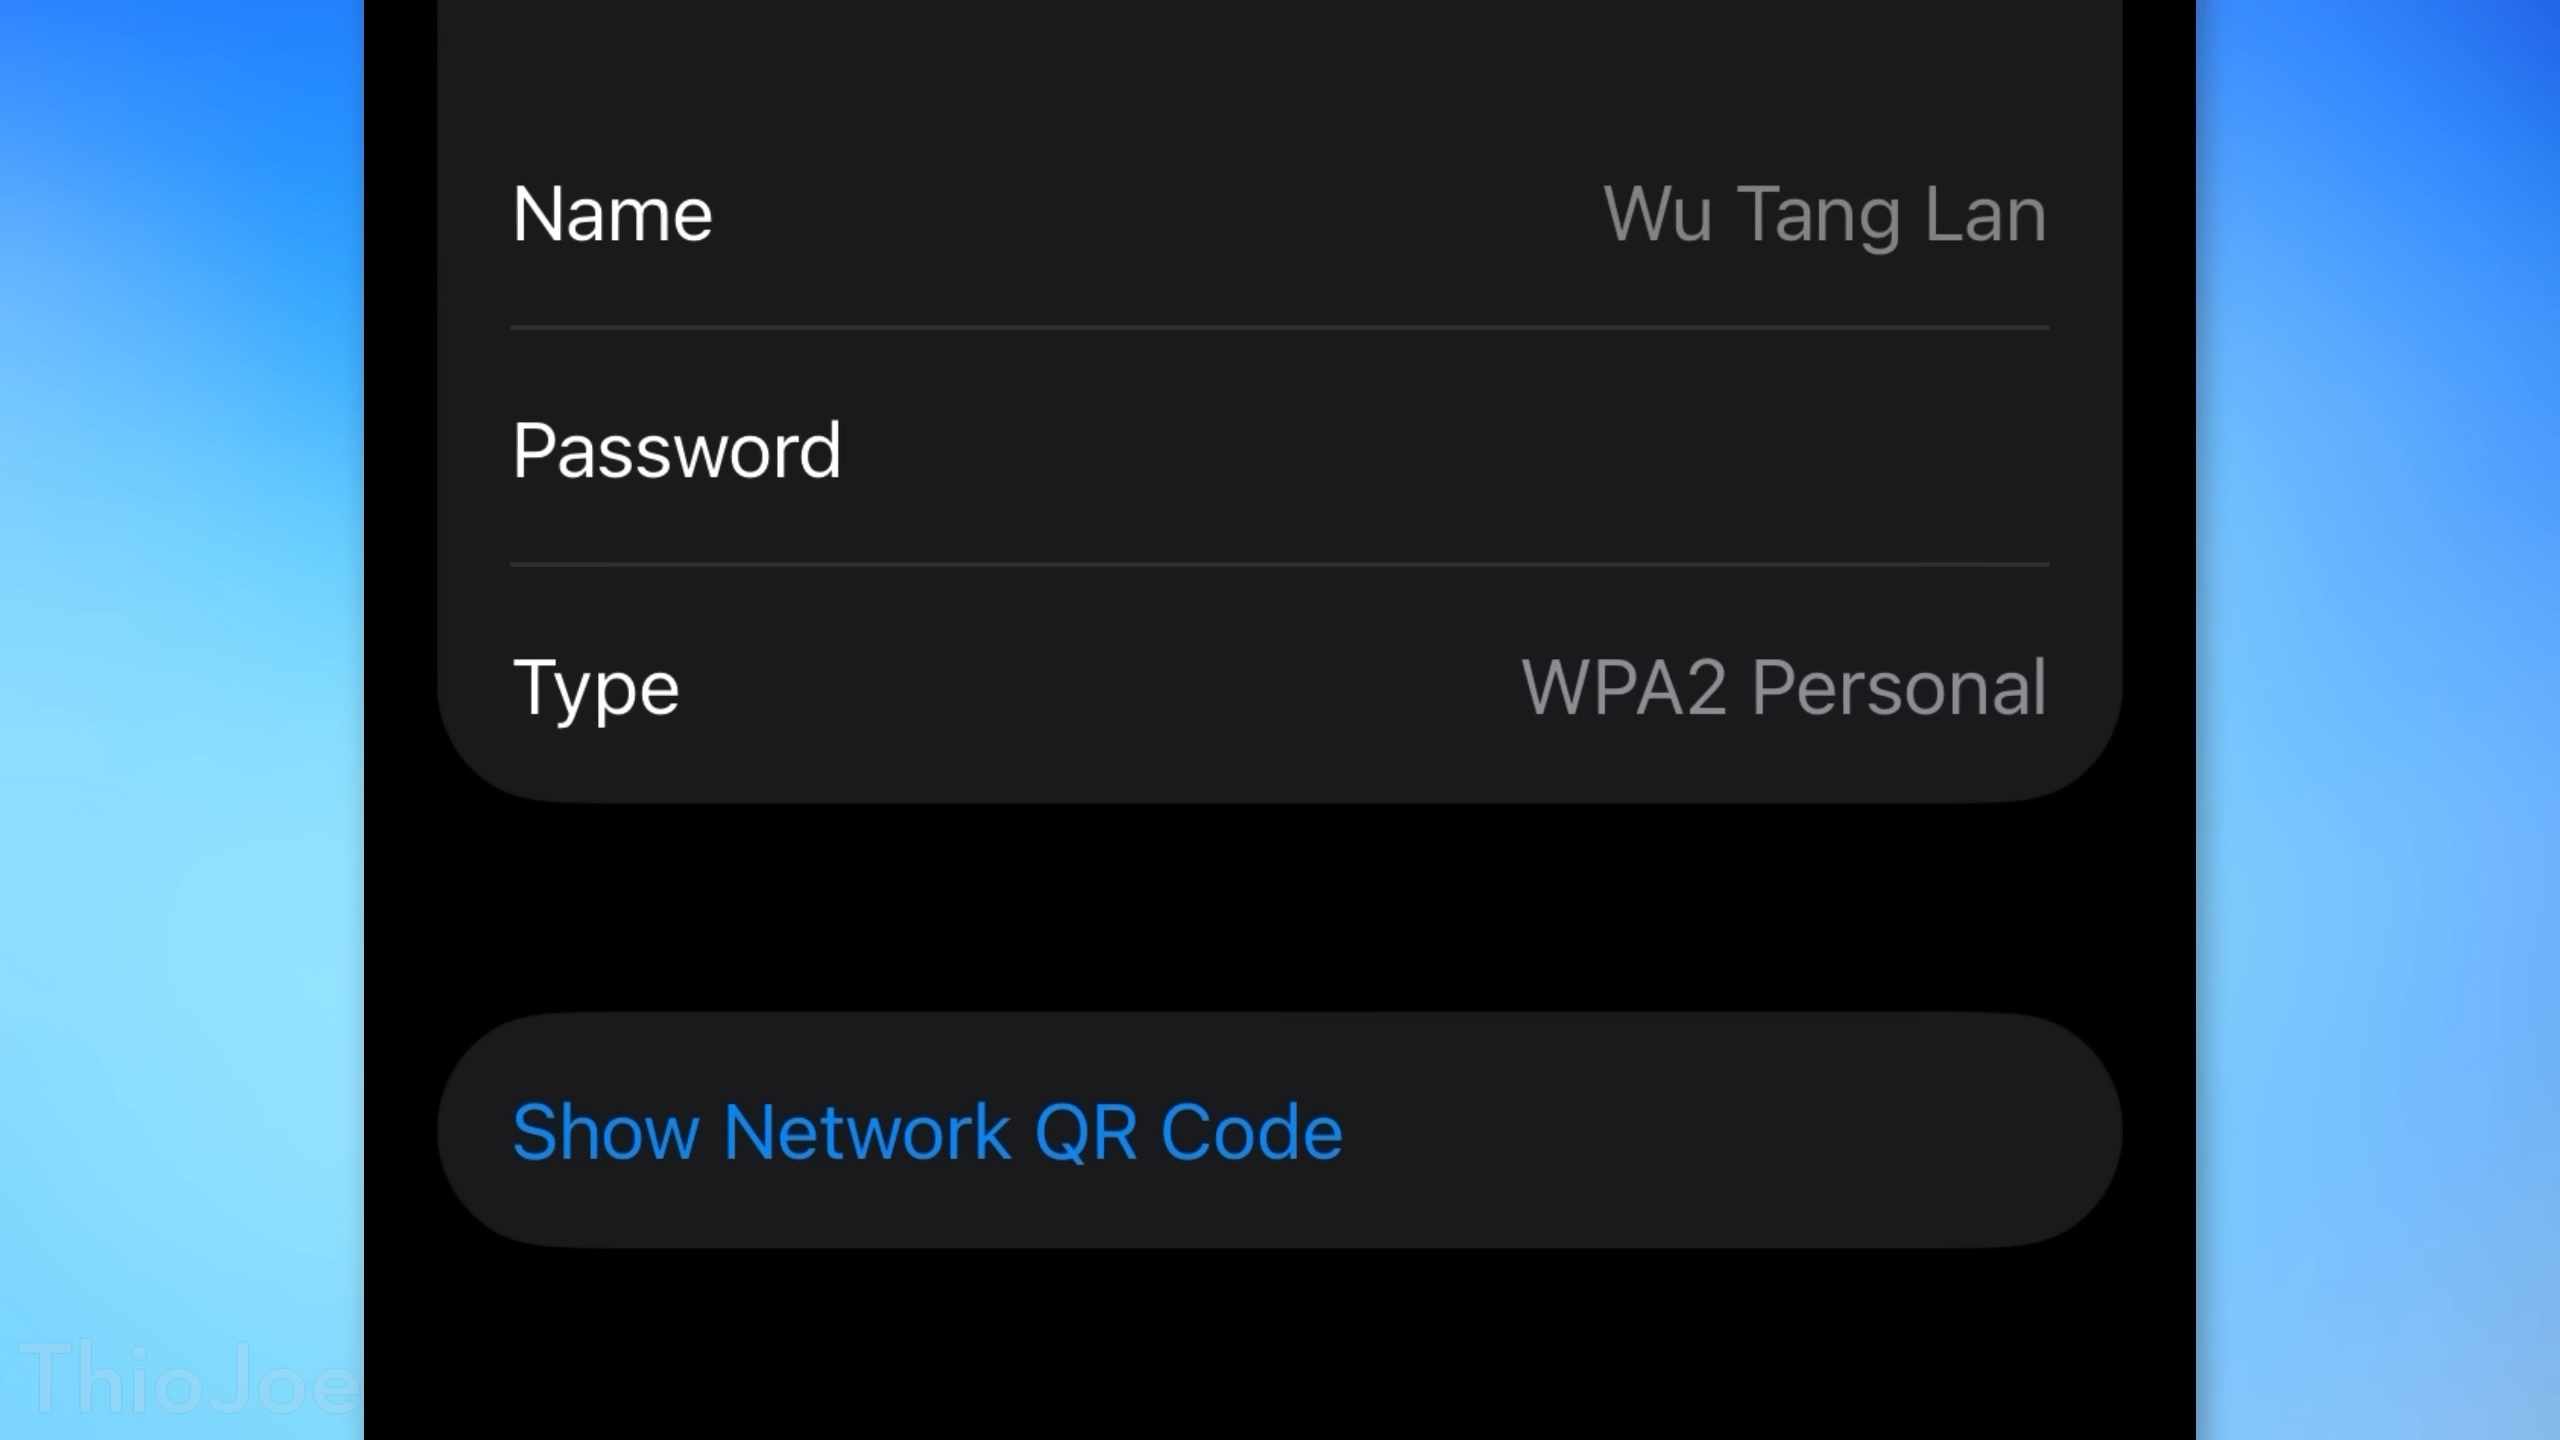 Name Wu Tang Lan
Password
Type WPA2 Personal
Show Network QR Code
ThioJoe